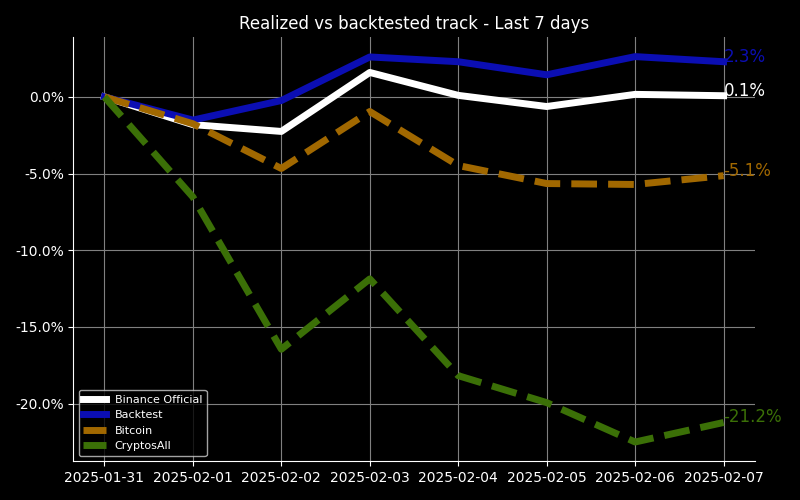 Realized vs backtested track - Last 7 days
2.3%
0.1%
0.0%
-5.0%
-5.1%
-10.0%
-15.0%
-20.0%
-21.2%
Binance Official
Backtest
Bitcoin
CryptosAll
2025-01-31 2025-02-01 2025-02-02 2025-02-03 2025-02-04 2025-02-05 2025-02-06 2025-02-07